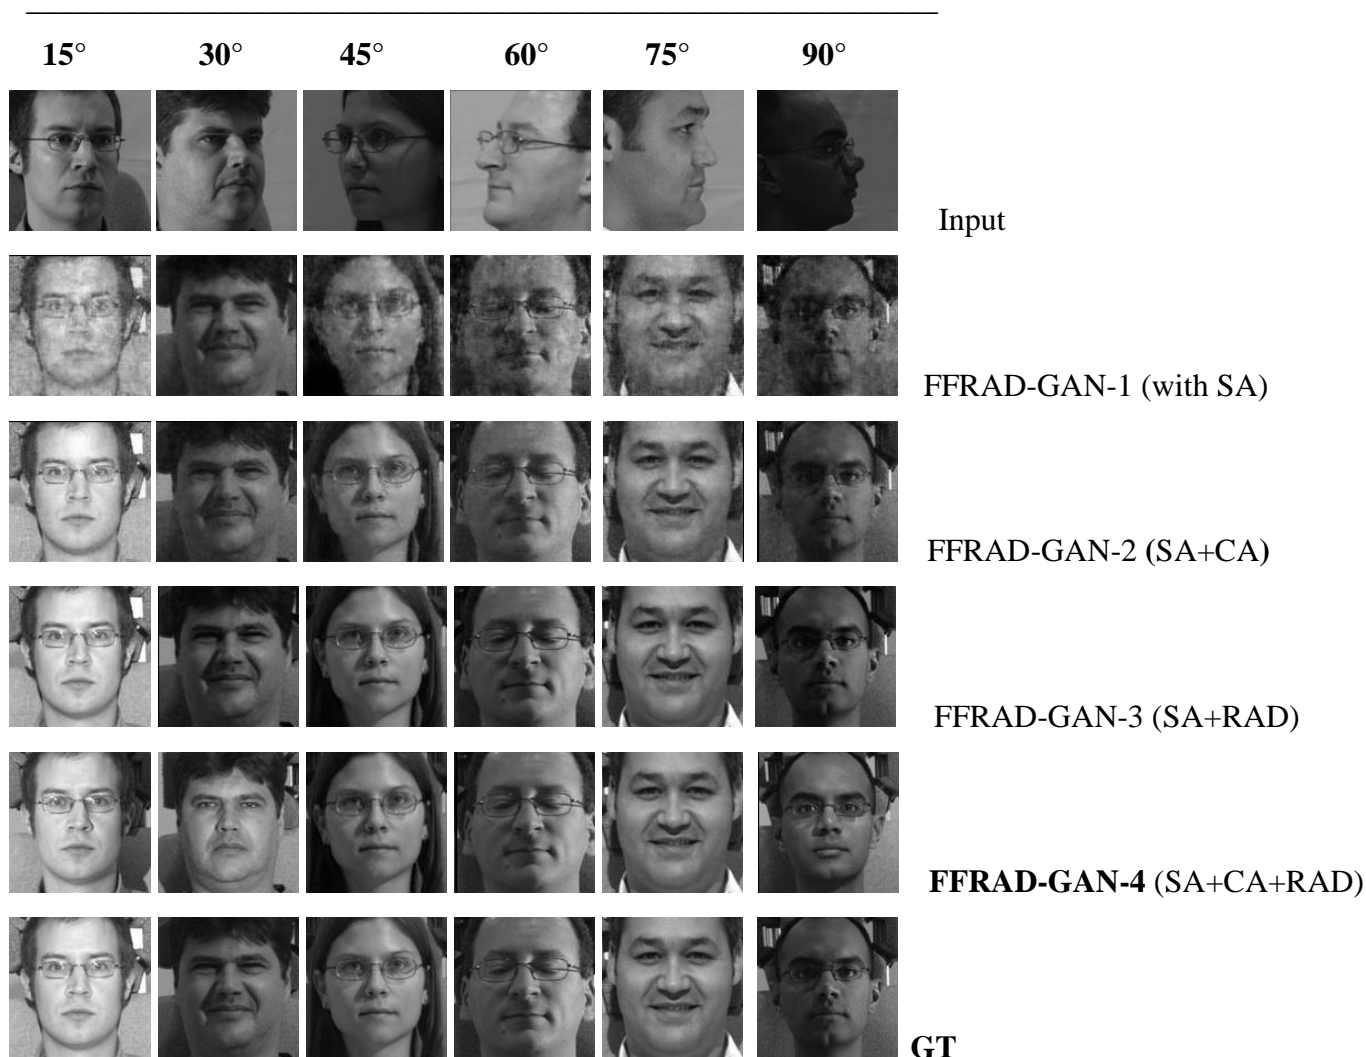 15° 30° 45° 60° 75° 90°
Input
FFRAD-GAN-1 (with SA)
FFRAD-GAN-2 (SA+CA)
FFRAD-GAN-3 (SA+RAD)
FFRAD-GAN-4 (SA+CA+RAD)
GT